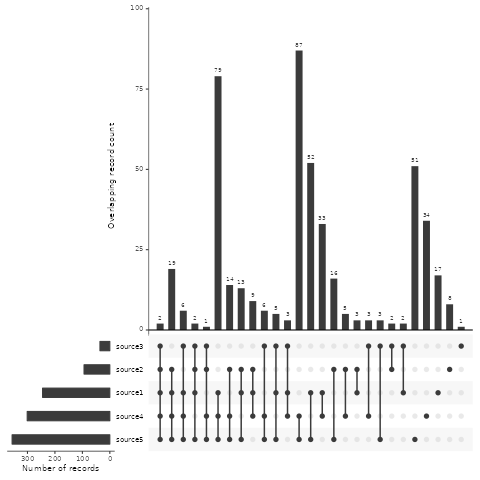 100
75
50
25
0
Overlapping record count
2 19 6 2 1 79 14 13 9 6 5 3 87 52 33 16 5 3 3 3 2 2 51 34 17 8 1
source3
source2
source1
source4
source5
300 200 100 0
Number of records